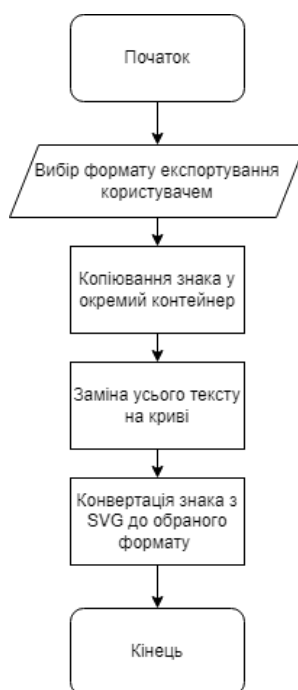 Початок
Вибір формату експортування
користувачем
Копіювання знака у
окремий контейнер
Заміна усього тексту
на криві
Конвертація знака з
SVG до обраного
формату
Кінець